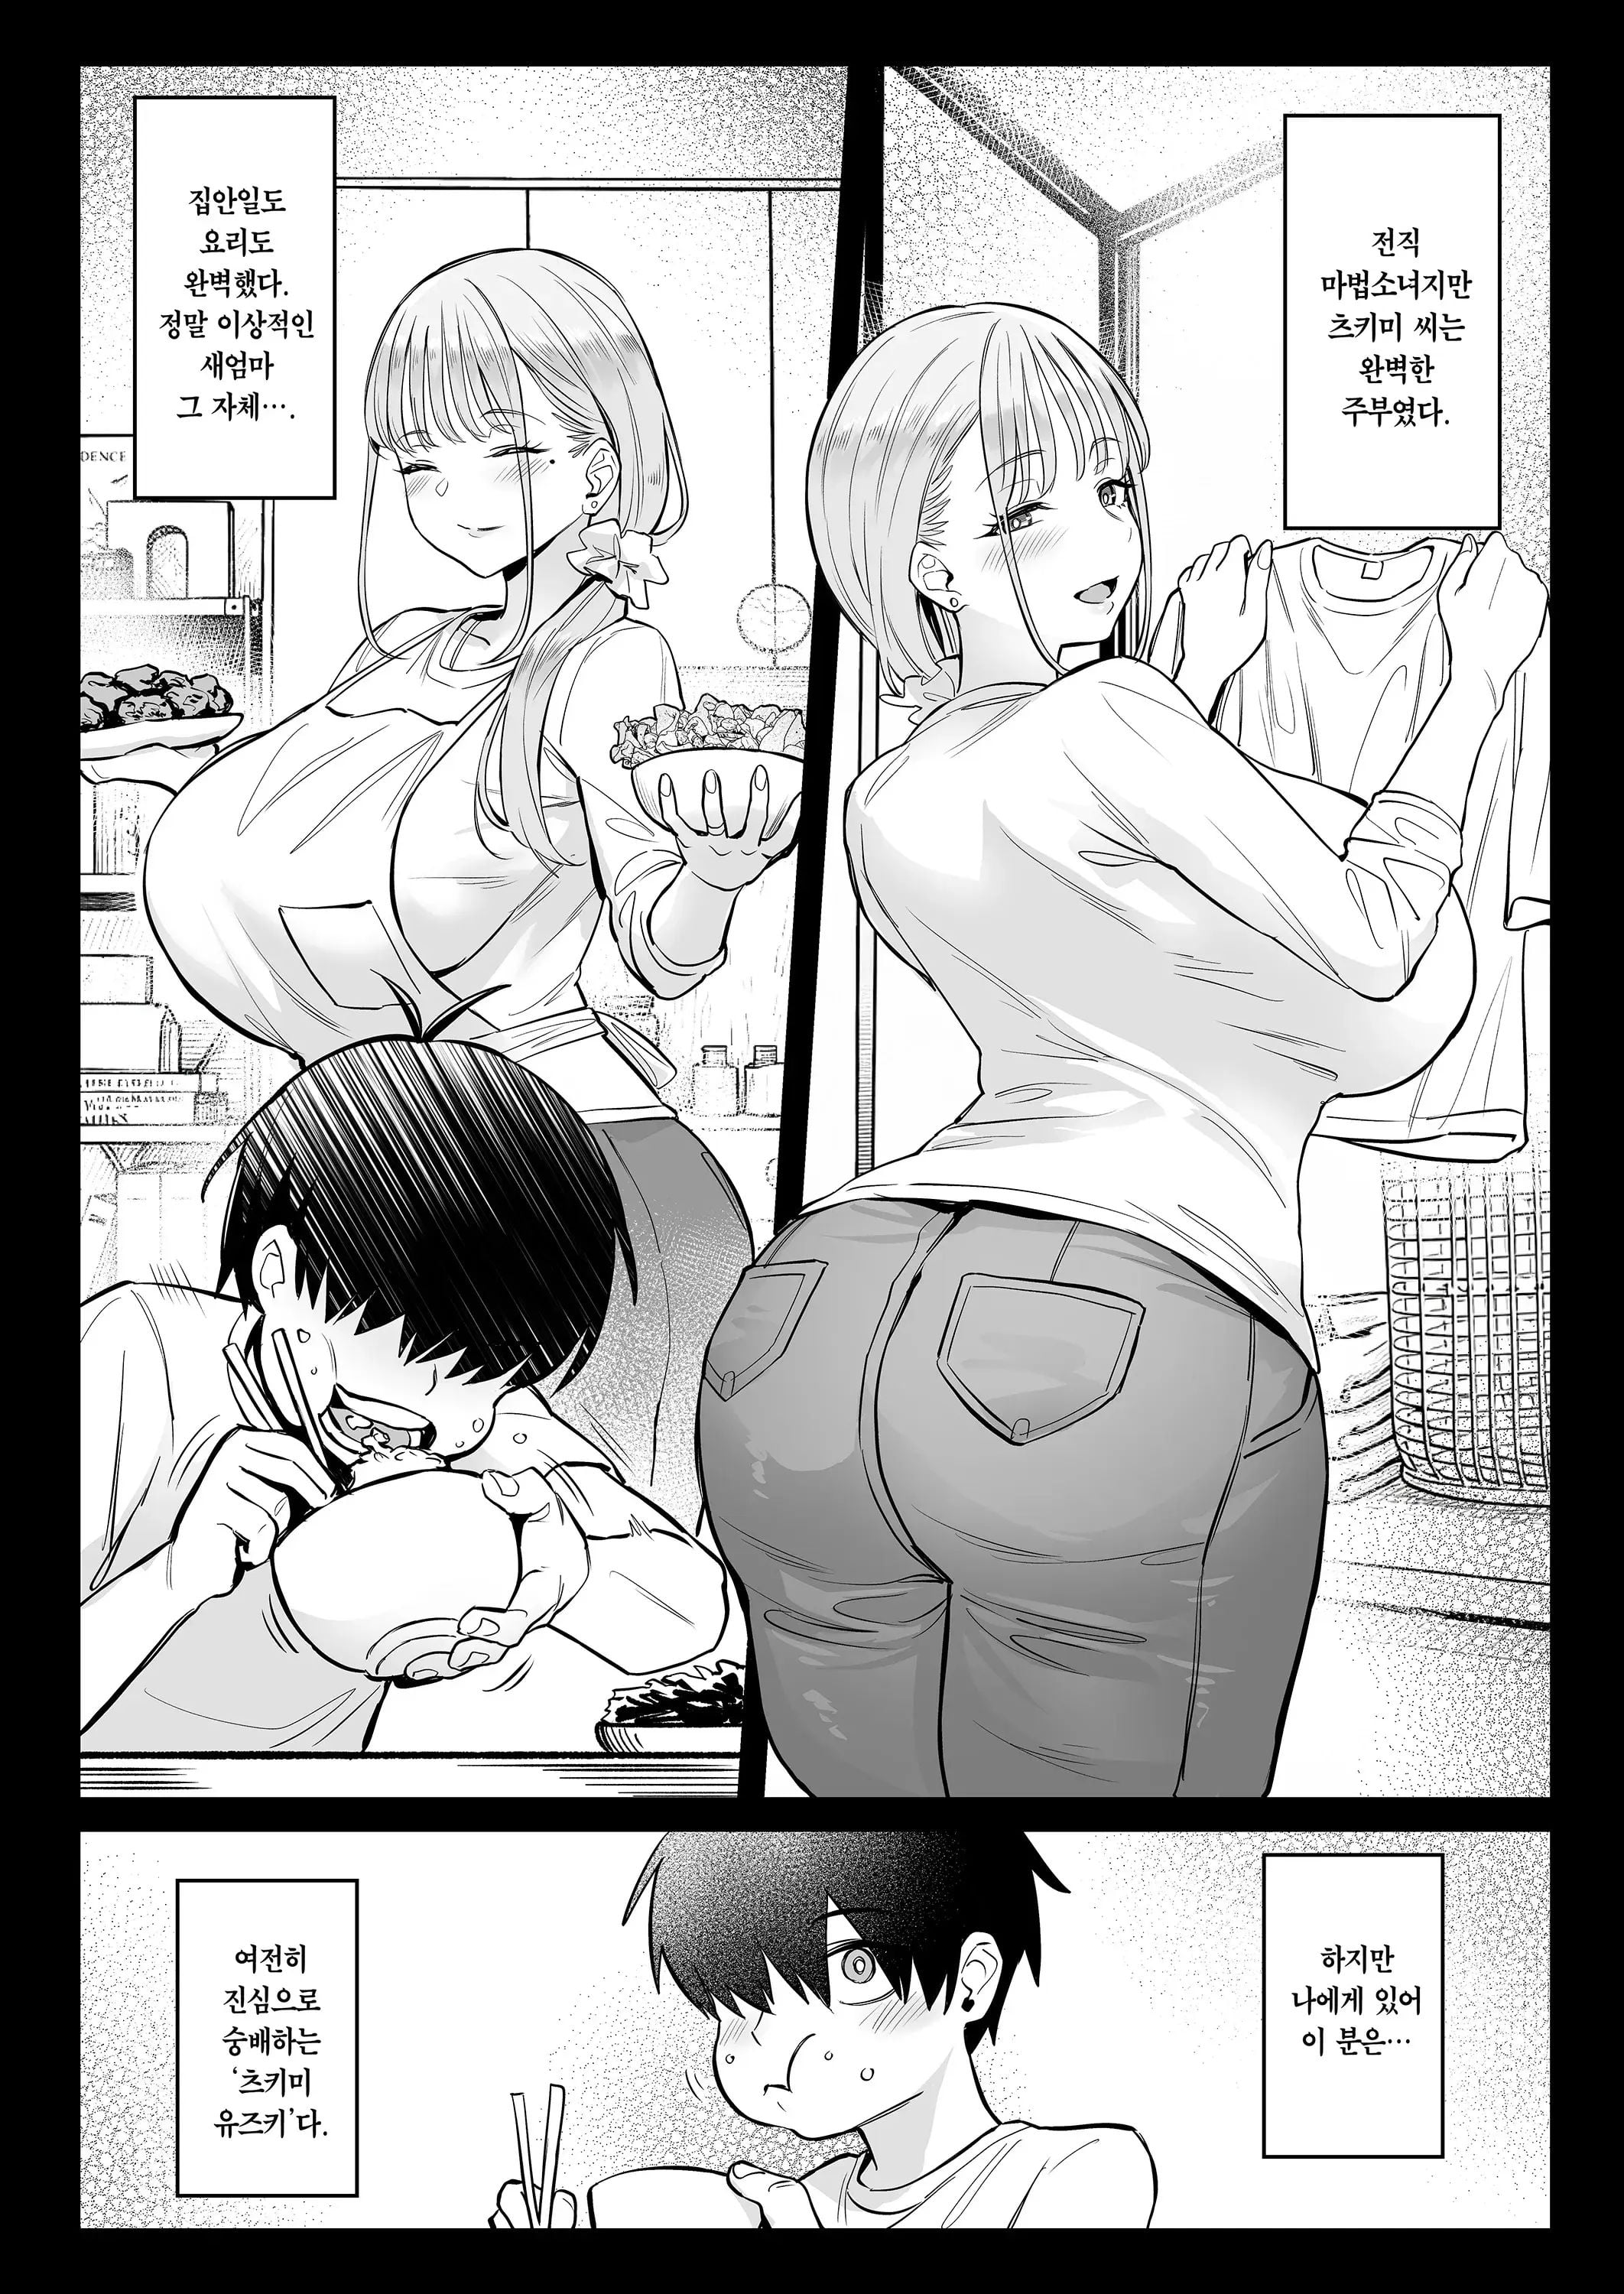 전직
마법소녀지만
츠키미 씨는
완벽한
주부였다.
집안일도
요리도
완벽했다.
정말 이상적인
새엄마
그 자체….
DENCE
하지만
나에게 있어
이 분은…
여전히
진심으로
숭배하는
‘츠키미
유즈키’다.